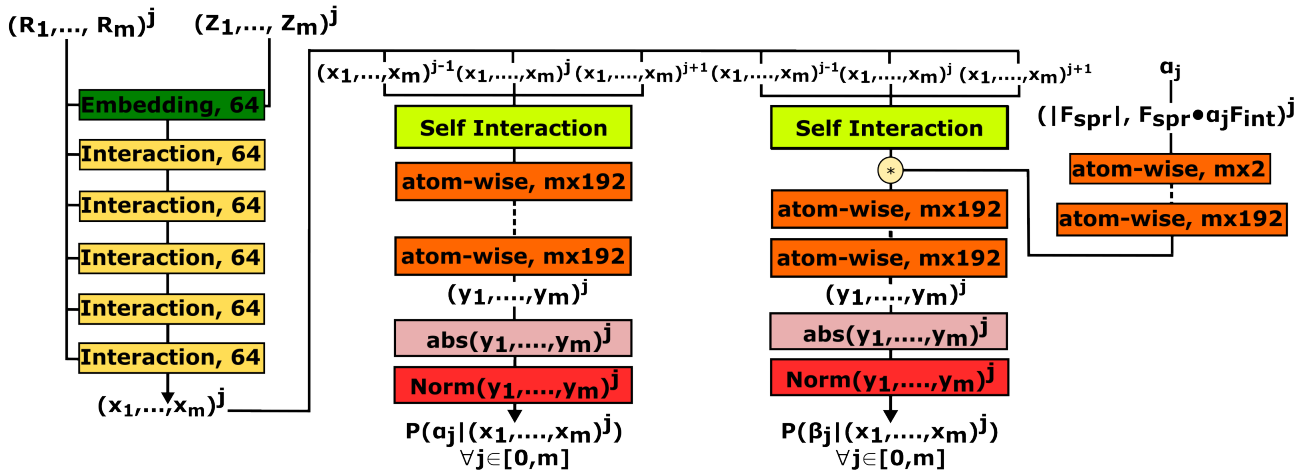 (R1,..., Rm)^j
(Z1,..., Zm)^j
Embedding, 64
Interaction, 64
Interaction, 64
Interaction, 64
Interaction, 64
Interaction, 64
(x1,...,xm)^j
(x1,...,xm)^j-1 (x1,...,xm)^j (x1,...,xm)^j+1
Self Interaction
atom-wise, mx192
atom-wise, mx192
(y1,....,ym)^j
abs(y1,....,ym)^j
Norm(y1,....,ym)^j
P(αj|(x1,....,xm)^j)
∀j∈[0,m]
(x1,...,xm)^j-1 (x1,...,xm)^j (x1,...,xm)^j+1
Self Interaction
*
atom-wise, mx192
atom-wise, mx192
(y1,....,ym)^j
abs(y1,....,ym)^j
Norm(y1,....,ym)^j
P(βj|(x1,....,xm)^j)
∀j∈[0,m]
αj
(|Fspr|, Fspr●αjFint)^j
atom-wise, mx2
atom-wise, mx192